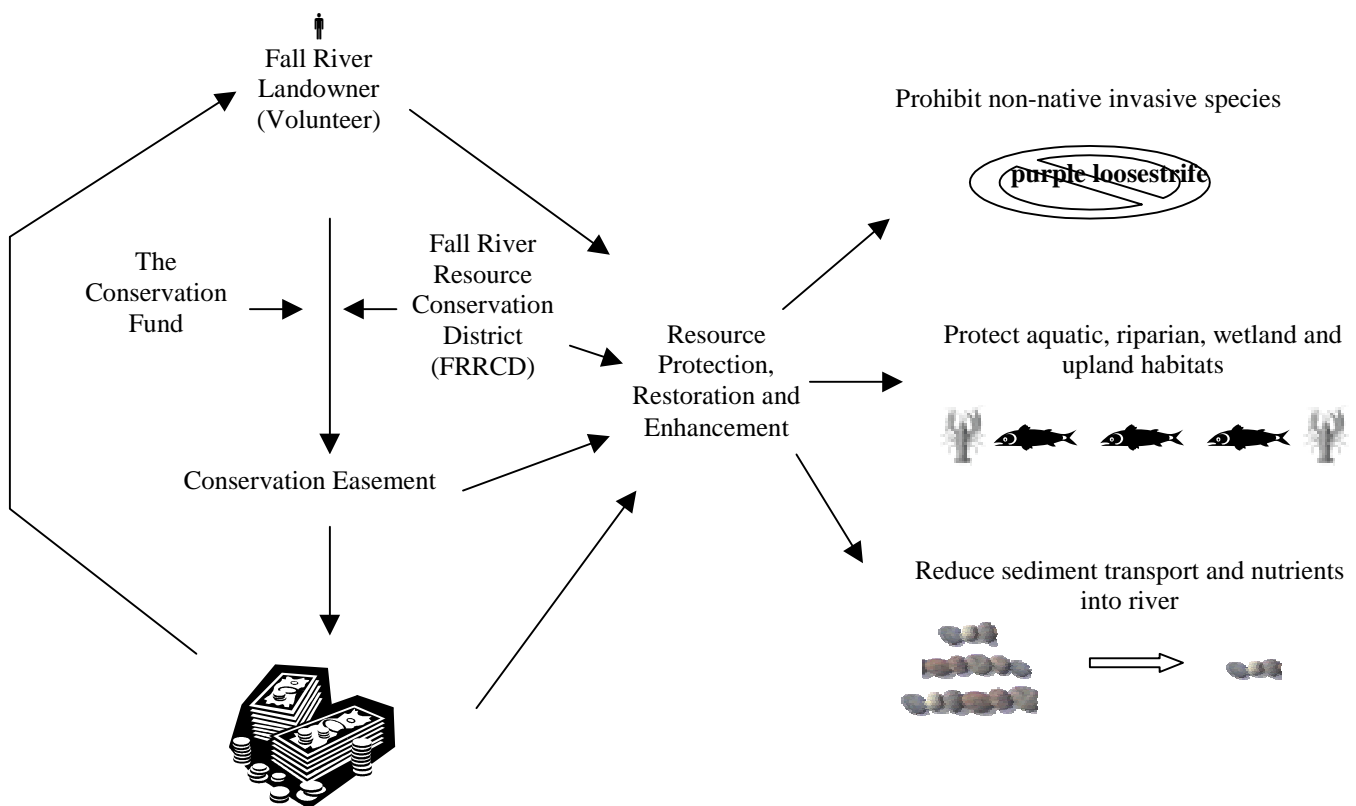 Fall River
Landowner
(Volunteer)
Prohibit non-native invasive species
purple loosestrife
The
Conservation
Fund
Fall River
Resource
Conservation
District
(FRRCD)
Resource
Protection,
Restoration and
Enhancement
Protect aquatic, riparian, wetland and
upland habitats
Conservation Easement
Reduce sediment transport and nutrients
into river